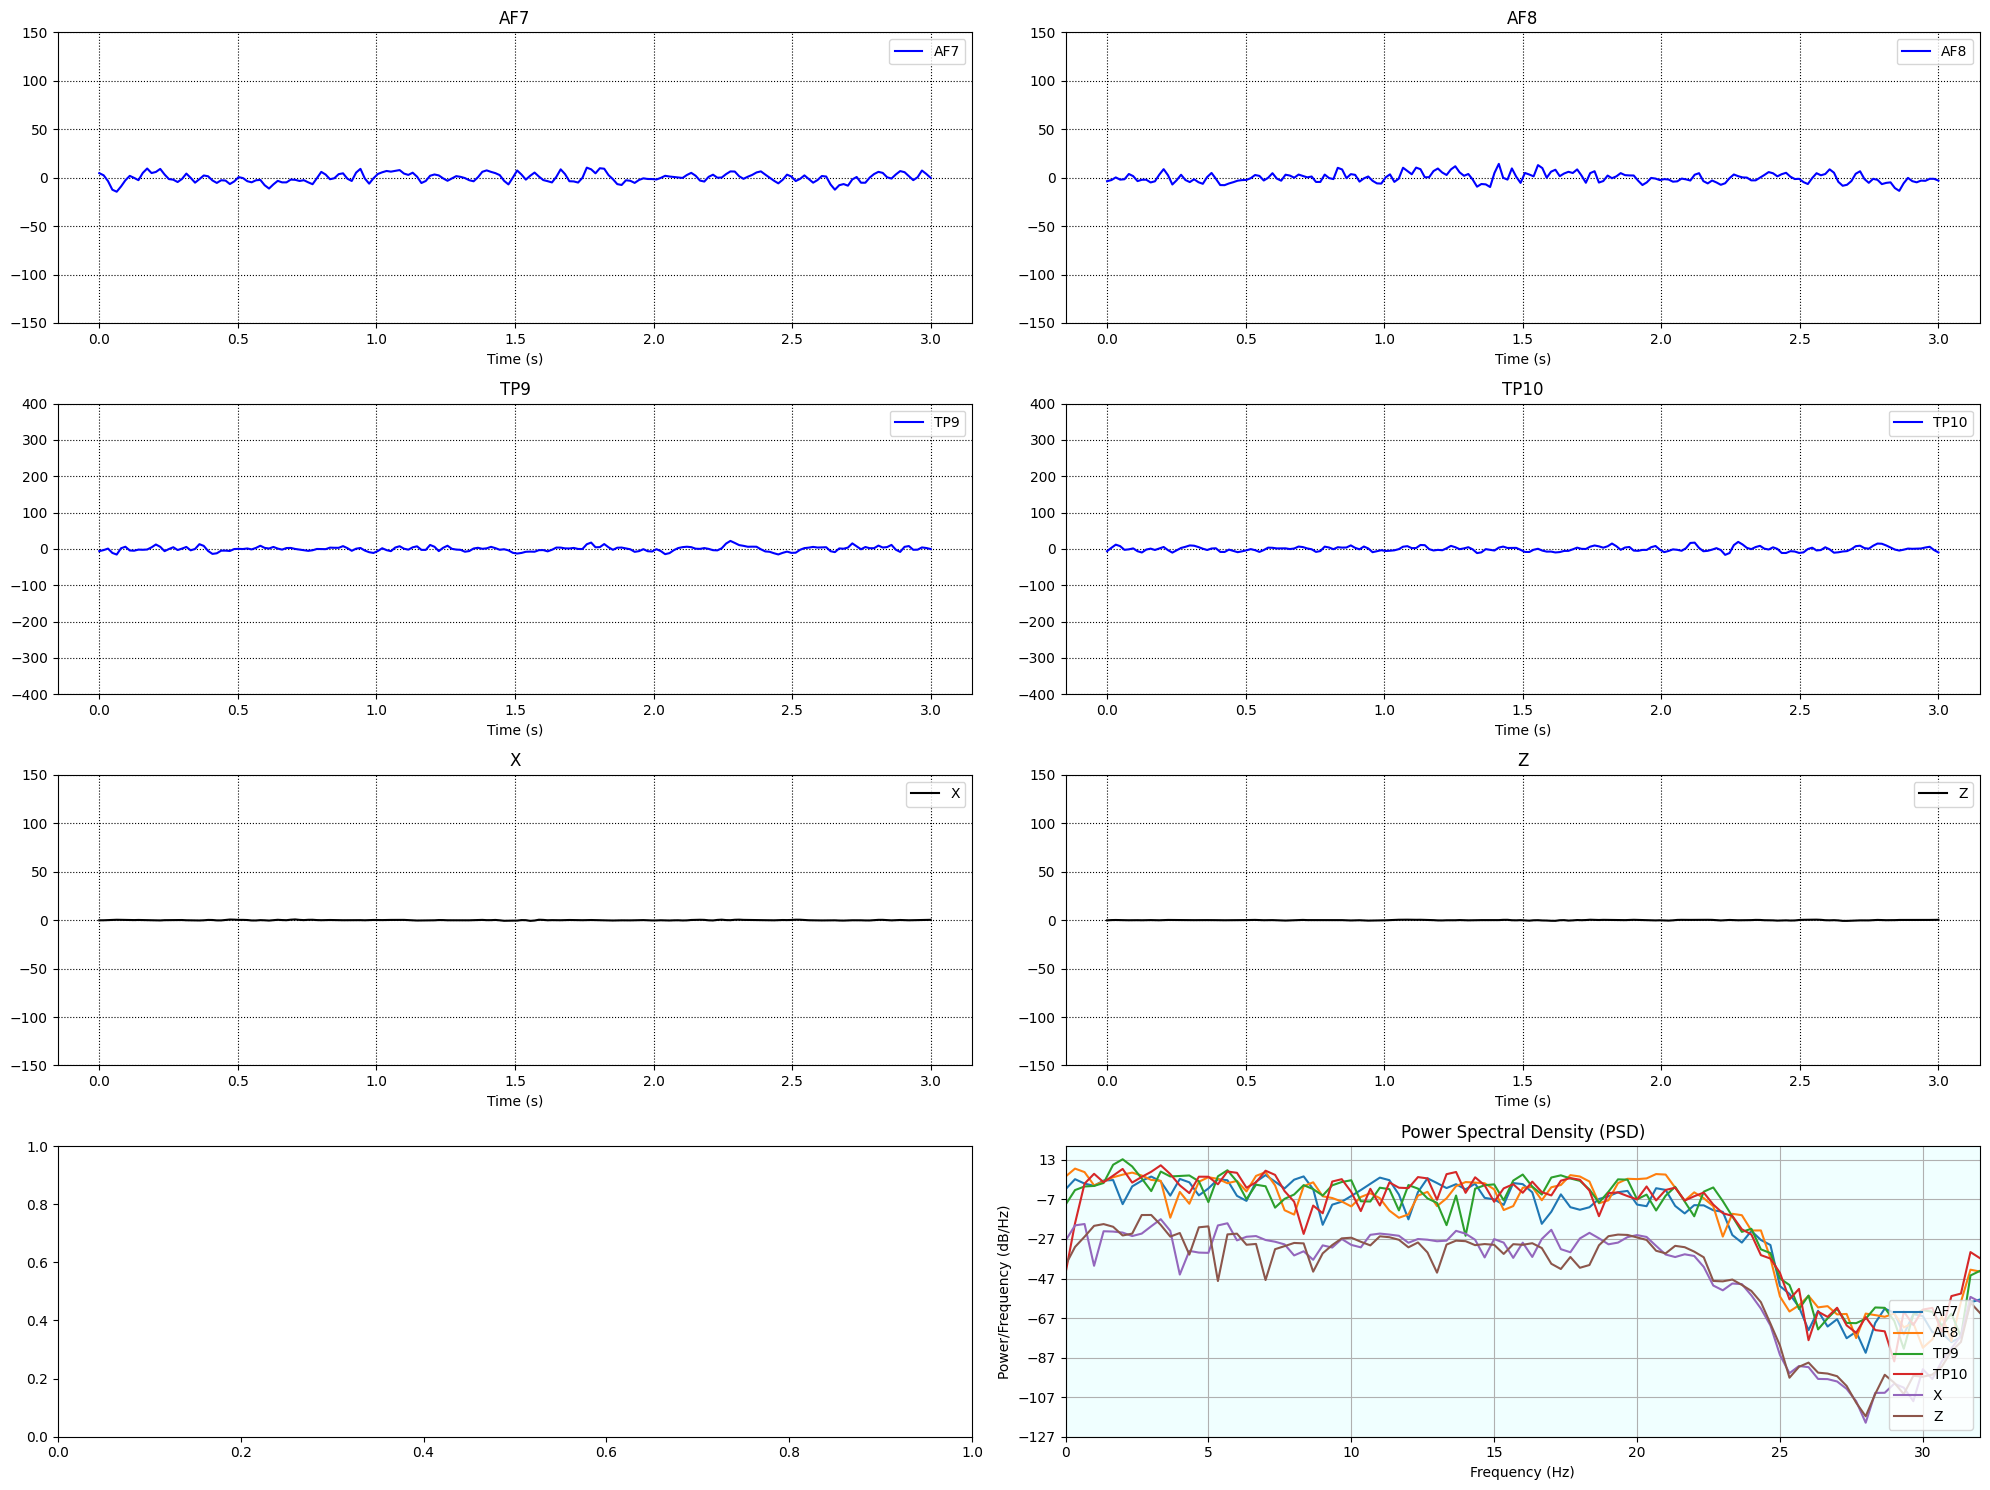 AF7
150
100
50
0
−50
−100
−150
AF7
0.0 0.5 1.0 1.5 2.0 2.5 3.0
Time (s)
AF8
150
100
50
0
−50
−100
−150
AF8
0.0 0.5 1.0 1.5 2.0 2.5 3.0
Time (s)
TP9
400
300
200
100
0
−100
−200
−300
−400
TP9
0.0 0.5 1.0 1.5 2.0 2.5 3.0
Time (s)
TP10
400
300
200
100
0
−100
−200
−300
−400
TP10
0.0 0.5 1.0 1.5 2.0 2.5 3.0
Time (s)
X
150
100
50
0
−50
−100
−150
X
0.0 0.5 1.0 1.5 2.0 2.5 3.0
Time (s)
Z
150
100
50
0
−50
−100
−150
Z
0.0 0.5 1.0 1.5 2.0 2.5 3.0
Time (s)
1.0
0.8
0.6
0.4
0.2
0.0
0.0 0.2 0.4 0.6 0.8 1.0
Power Spectral Density (PSD)
Power/Frequency (dB/Hz)
13
−7
−27
−47
−67
−87
−107
−127
AF7
AF8
TP9
TP10
X
Z
0 5 10 15 20 25 30
Frequency (Hz)